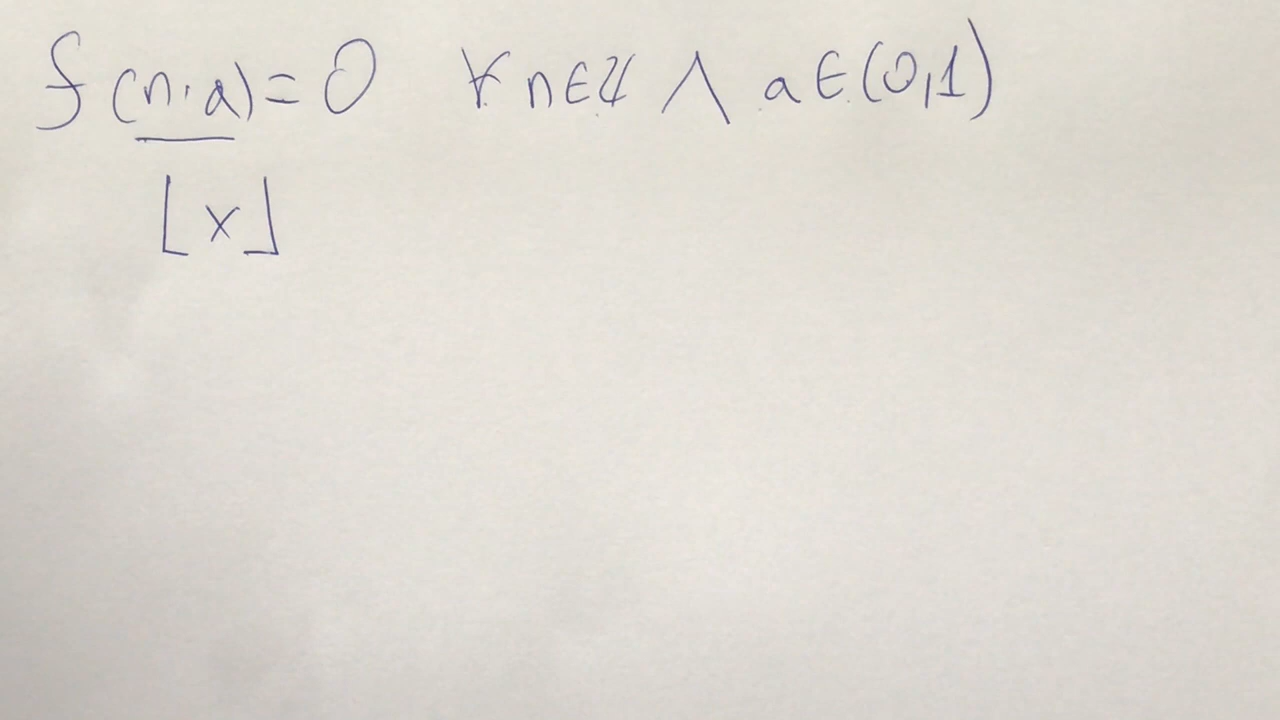 f(n·a)=0 ∀ n∈ℤ ∧ a∈(0,1)
⌊x⌋